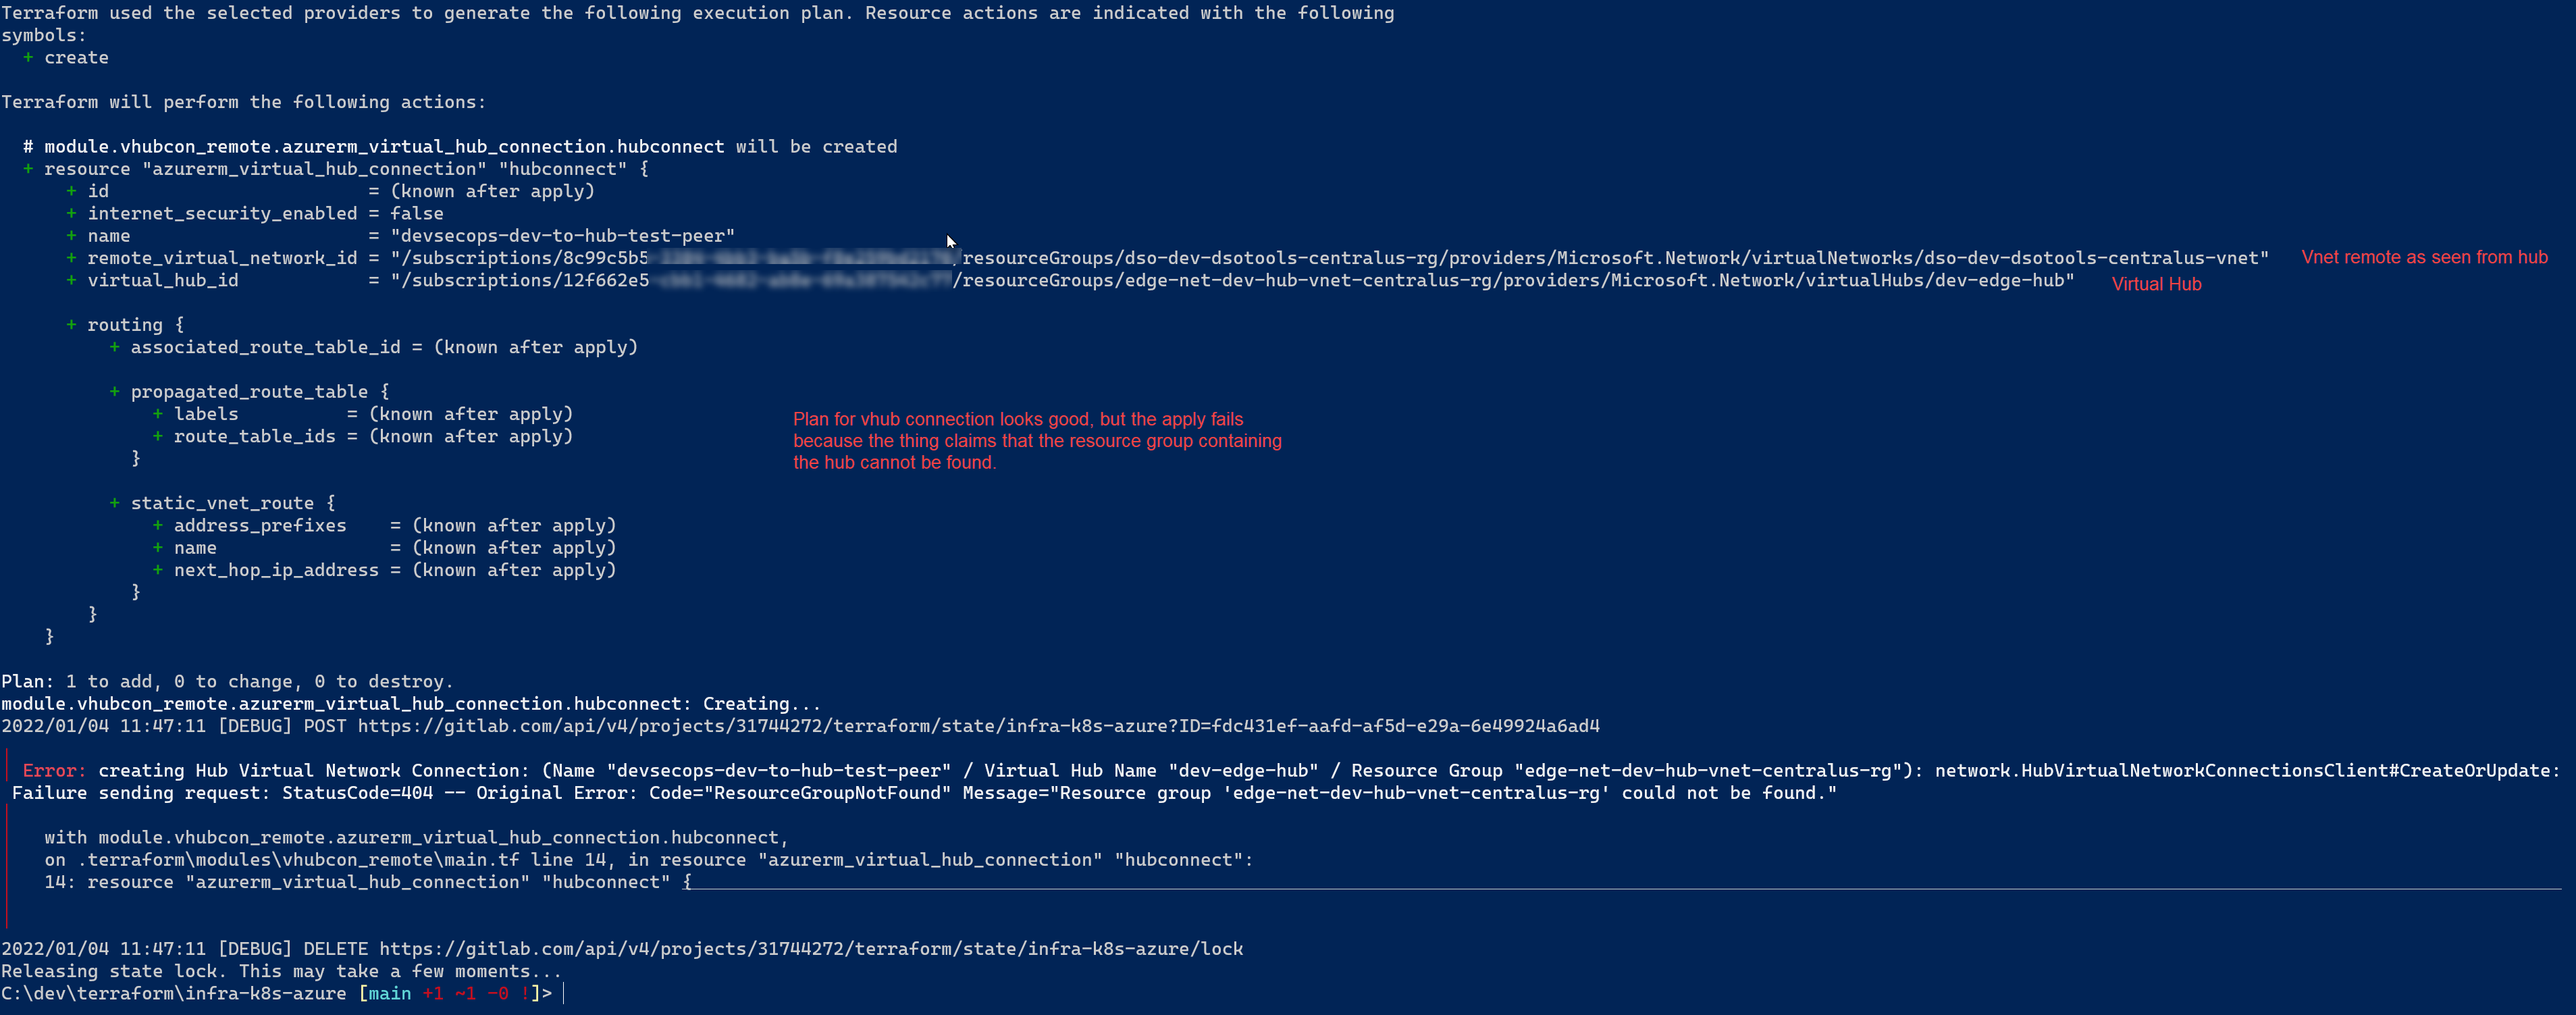 Terraform used the selected providers to generate the following execution plan. Resource actions are indicated with the following
symbols:
+ create
Terraform will perform the following actions:
# module.vhubcon_remote.azurerm_virtual_hub_connection.hubconnect will be created
+ resource "azurerm_virtual_hub_connection" "hubconnect" {
+ id = (known after apply)
+ internet_security_enabled = false
+ name = "devsecops-dev-to-hub-test-peer"
+ remote_virtual_network_id = "/subscriptions/8c99c5b5 /resourceGroups/dso-dev-dsotools-centralus-rg/providers/Microsoft.Network/virtualNetworks/dso-dev-dsotools-centralus-vnet" Vnet remote as seen from hub
+ virtual_hub_id = "/subscriptions/12f662e5 /resourceGroups/edge-net-dev-hub-vnet-centralus-rg/providers/Microsoft.Network/virtualHubs/dev-edge-hub" Virtual Hub
+ routing {
+ associated_route_table_id = (known after apply)
+ propagated_route_table {
+ labels = (known after apply)
+ route_table_ids = (known after apply)
}
+ static_vnet_route {
+ address_prefixes = (known after apply)
+ name = (known after apply)
+ next_hop_ip_address = (known after apply)
}
}
}
Plan for vhub connection looks good, but the apply fails
because the thing claims that the resource group containing
the hub cannot be found.
Plan: 1 to add, 0 to change, 0 to destroy.
module.vhubcon_remote.azurerm_virtual_hub_connection.hubconnect: Creating...
2022/01/04 11:47:11 [DEBUG] POST https://gitlab.com/api/v4/projects/31744272/terraform/state/infra-k8s-azure?ID=fdc431ef-aafd-af5d-e29a-6e49924a6ad4
Error: creating Hub Virtual Network Connection: (Name "devsecops-dev-to-hub-test-peer" / Virtual Hub Name "dev-edge-hub" / Resource Group "edge-net-dev-hub-vnet-centralus-rg"): network.HubVirtualNetworkConnectionsClient#CreateOrUpdate:
Failure sending request: StatusCode=404 -- Original Error: Code="ResourceGroupNotFound" Message="Resource group 'edge-net-dev-hub-vnet-centralus-rg' could not be found."
with module.vhubcon_remote.azurerm_virtual_hub_connection.hubconnect,
on .terraform\modules\vhubcon_remote\main.tf line 14, in resource "azurerm_virtual_hub_connection" "hubconnect":
14: resource "azurerm_virtual_hub_connection" "hubconnect" {
2022/01/04 11:47:11 [DEBUG] DELETE https://gitlab.com/api/v4/projects/31744272/terraform/state/infra-k8s-azure/lock
Releasing state lock. This may take a few moments...
C:\dev\terraform\infra-k8s-azure [main +1 ~1 -0 !]>